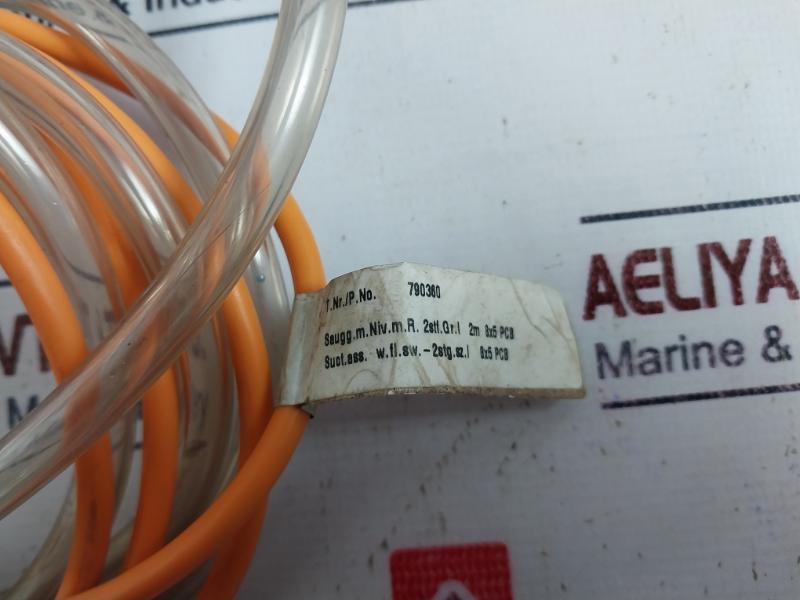 & Indus
T.Nr./P.No. 790360
Saugg.m.Niv.m.R. 2stf.Gr.I 2m 8x5 PCB
Suct.ass. w.fl.sw.-2stg.sz.I 8x5 PCB
AELIYA
Marine &